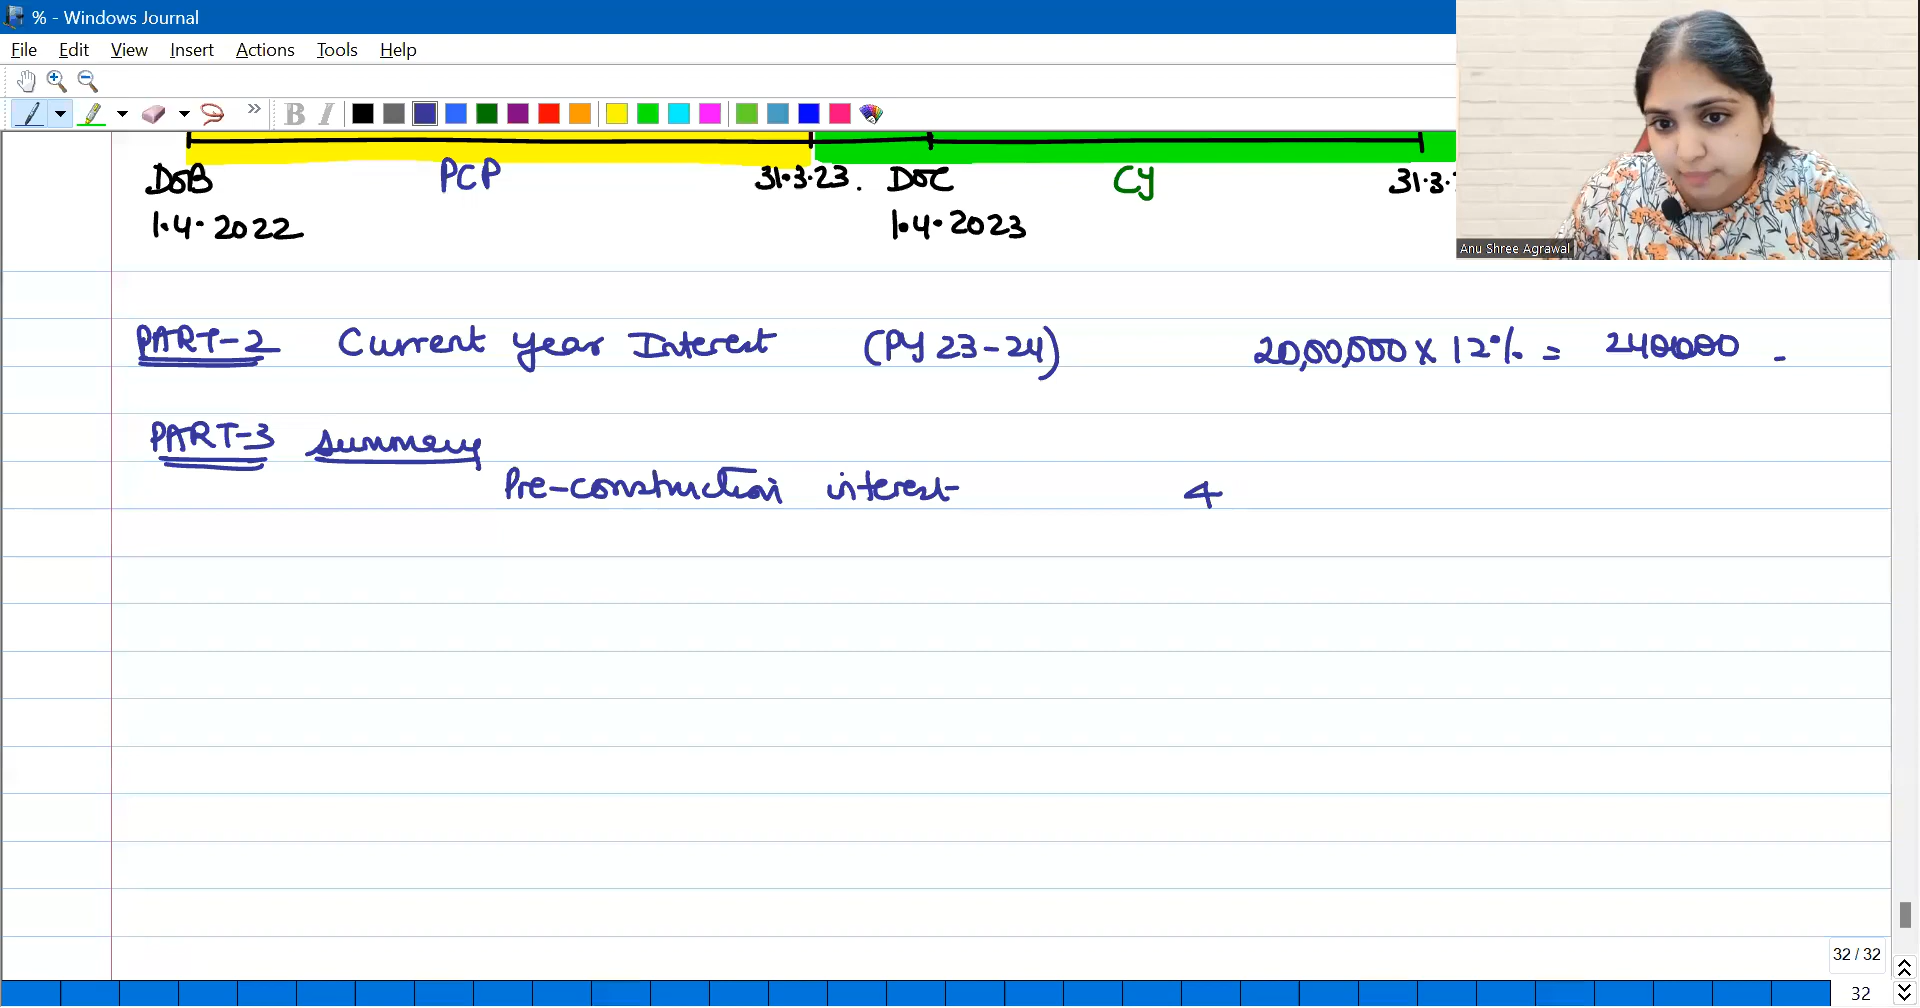 % - Windows Journal
File Edit View Insert Actions Tools Help
B I
DOB PCP 31.3.23. DOC CY 31.3.
1.4.2022 1.4.2023
Anu Shree Agrawal
PART-2 Current year Interest (PY 23-24) 20,00,000 x 12% = 240000 -
PART-3 Summery
Pre-construction interest 4
32 / 32
32